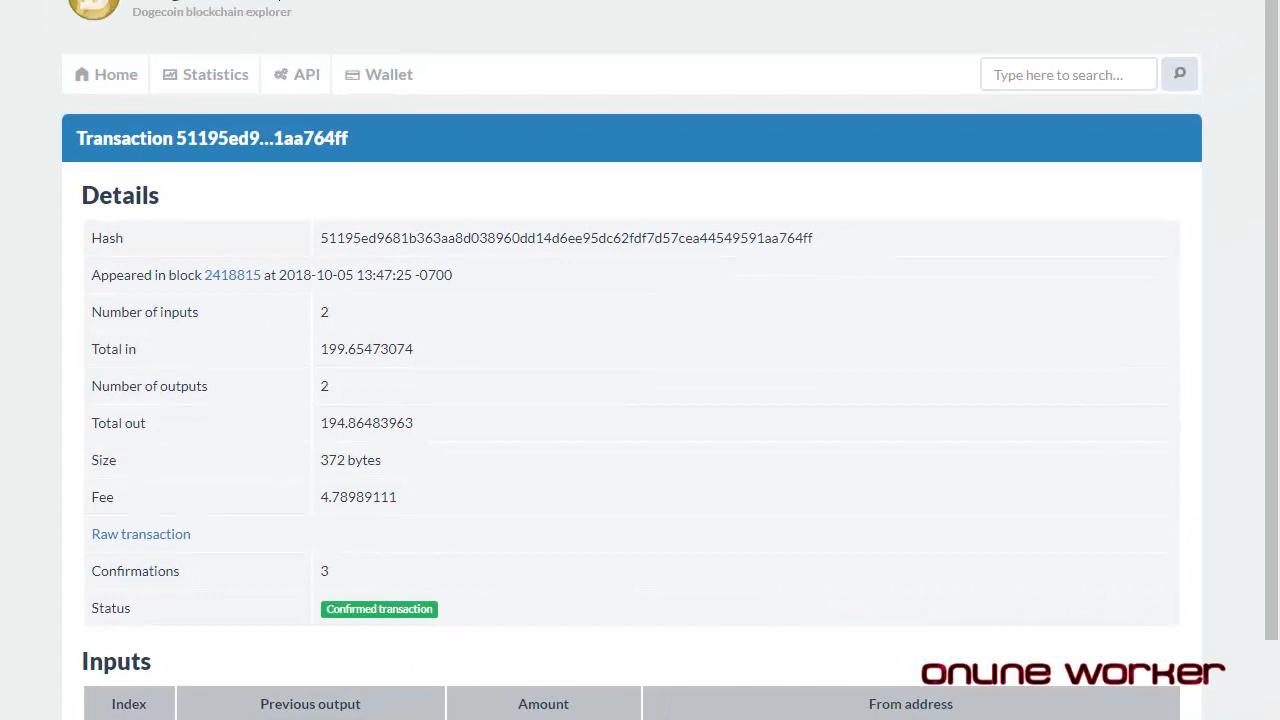 Dogecoin blockchain explorer
Home
Statistics
API
Wallet
Type here to search...
Transaction 51195ed9...1aa764ff
Details
Hash 51195ed9681b363aa8d038960dd14d6ee95dc62fdf7d57cea44549591aa764ff
Appeared in block 2418815 at 2018-10-05 13:47:25 -0700
Number of inputs 2
Total in 199.65473074
Number of outputs 2
Total out 194.86483963
Size 372 bytes
Fee 4.78989111
Raw transaction
Confirmations 3
Status Confirmed transaction
Inputs
Index Previous output Amount From address
ONLINE WORKER